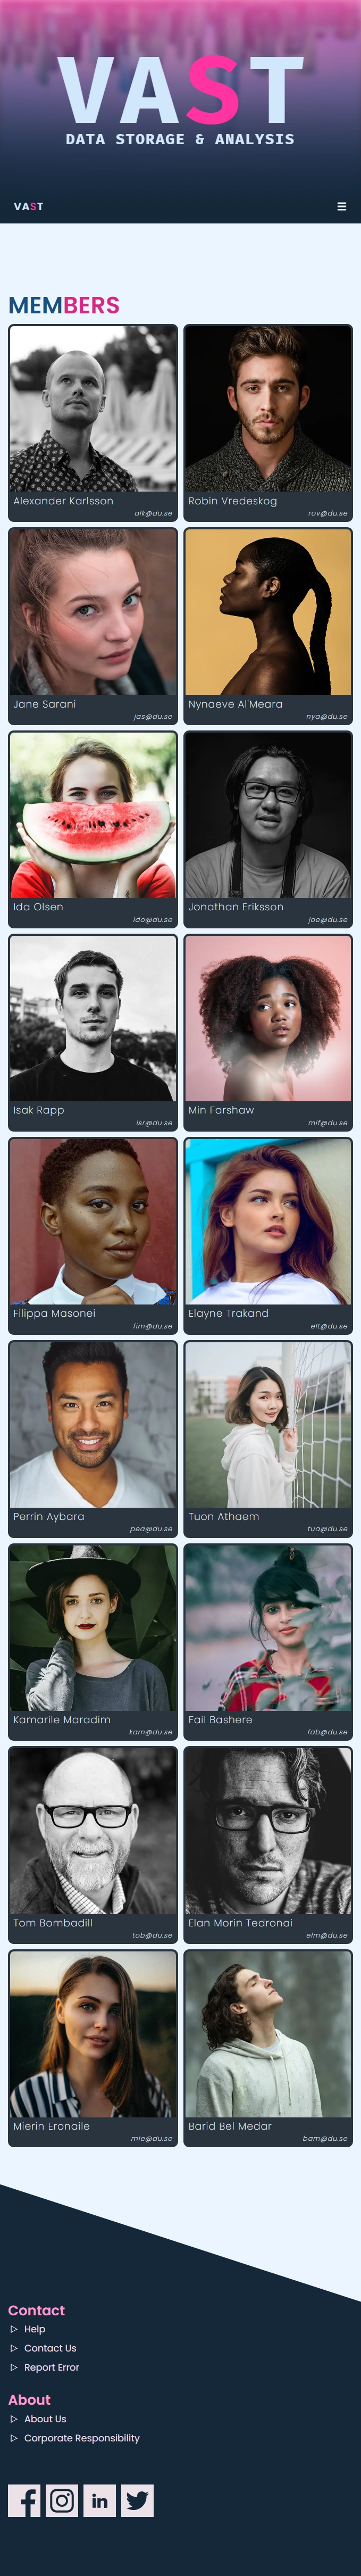 VAST
DATA STORAGE & ANALYSIS
VAST
MEMBERS
Alexander Karlsson
alk@du.se
Robin Vredeskog
rov@du.se
Jane Sarani
jas@du.se
Nynaeve Al'Meara
nya@du.se
Ida Olsen
ido@du.se
Jonathan Eriksson
joe@du.se
Isak Rapp
isr@du.se
Min Farshaw
mif@du.se
Filippa Masonei
fim@du.se
Elayne Trakand
elt@du.se
Perrin Aybara
pea@du.se
Tuon Athaem
tua@du.se
Kamarile Maradim
kam@du.se
Fail Bashere
fab@du.se
Tom Bombadill
tob@du.se
Elan Morin Tedronai
elm@du.se
Mierin Eronaile
mie@du.se
Barid Bel Medar
bam@du.se
Contact
Help
Contact Us
Report Error
About
About Us
Corporate Responsibility